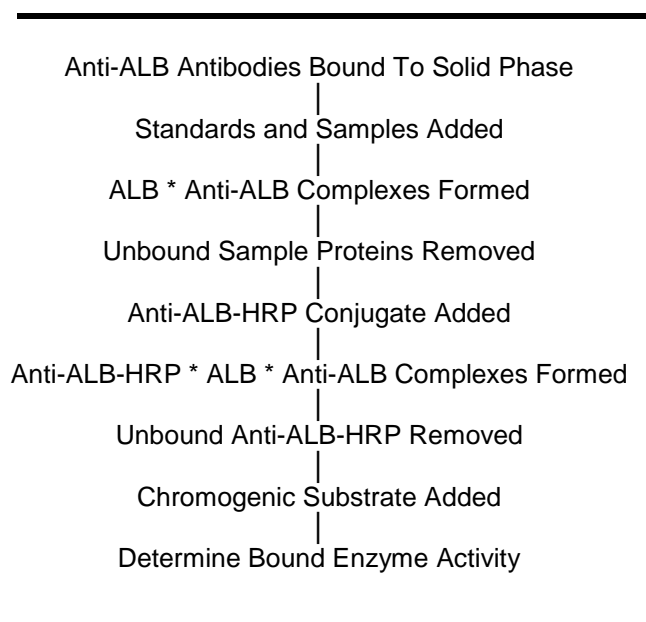 Anti-ALB Antibodies Bound To Solid Phase
Standards and Samples Added
ALB * Anti-ALB Complexes Formed
Unbound Sample Proteins Removed
Anti-ALB-HRP Conjugate Added
Anti-ALB-HRP * ALB * Anti-ALB Complexes Formed
Unbound Anti-ALB-HRP Removed
Chromogenic Substrate Added
Determine Bound Enzyme Activity